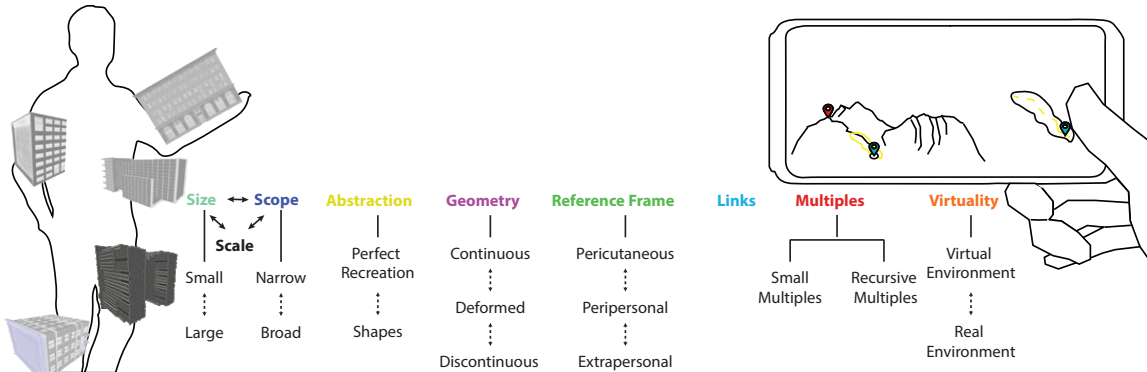 Size Scope Abstraction Geometry Reference Frame Links Multiples Virtuality
Scale
Small Narrow Perfect Recreation Continuous Pericutaneous Small Multiples Recursive Multiples Virtual Environment
Deformed Peripersonal
Large Broad Shapes Real Environment
Discontinuous Extrapersonal